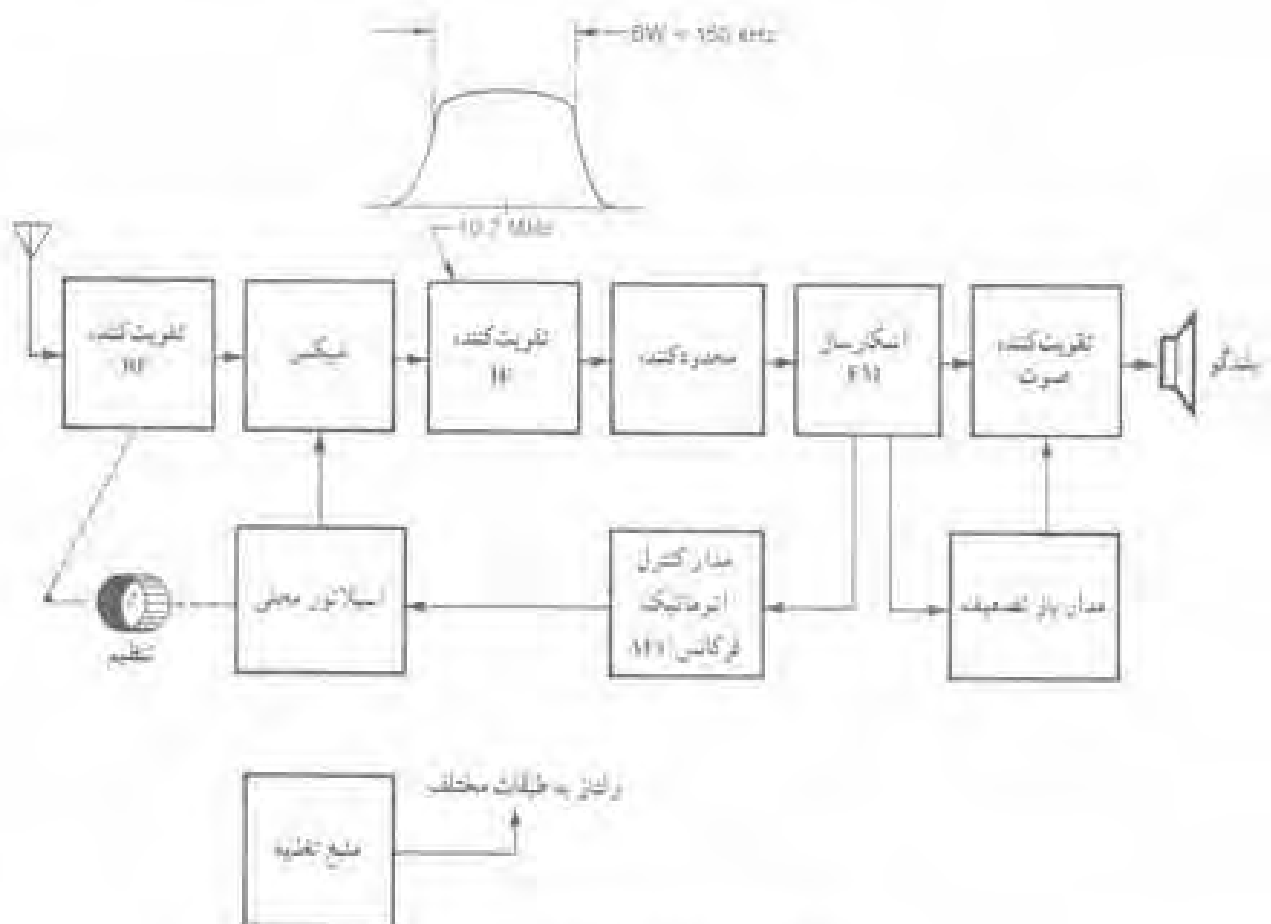 BW = 150 kHz
10.7 MHz
تقویت‌کننده
RF
میکسر
تقویت‌کننده
IF
محدودکننده
آشکارساز
FM
تقویت‌کننده
صوت
بلندگو
تنظیم
اسیلاتور محلی
مدار کنترل
اتوماتیک
فرکانس AFC
مدار باز تضعیف
منبع تغذیه
ولتاژ به طبقات مختلف